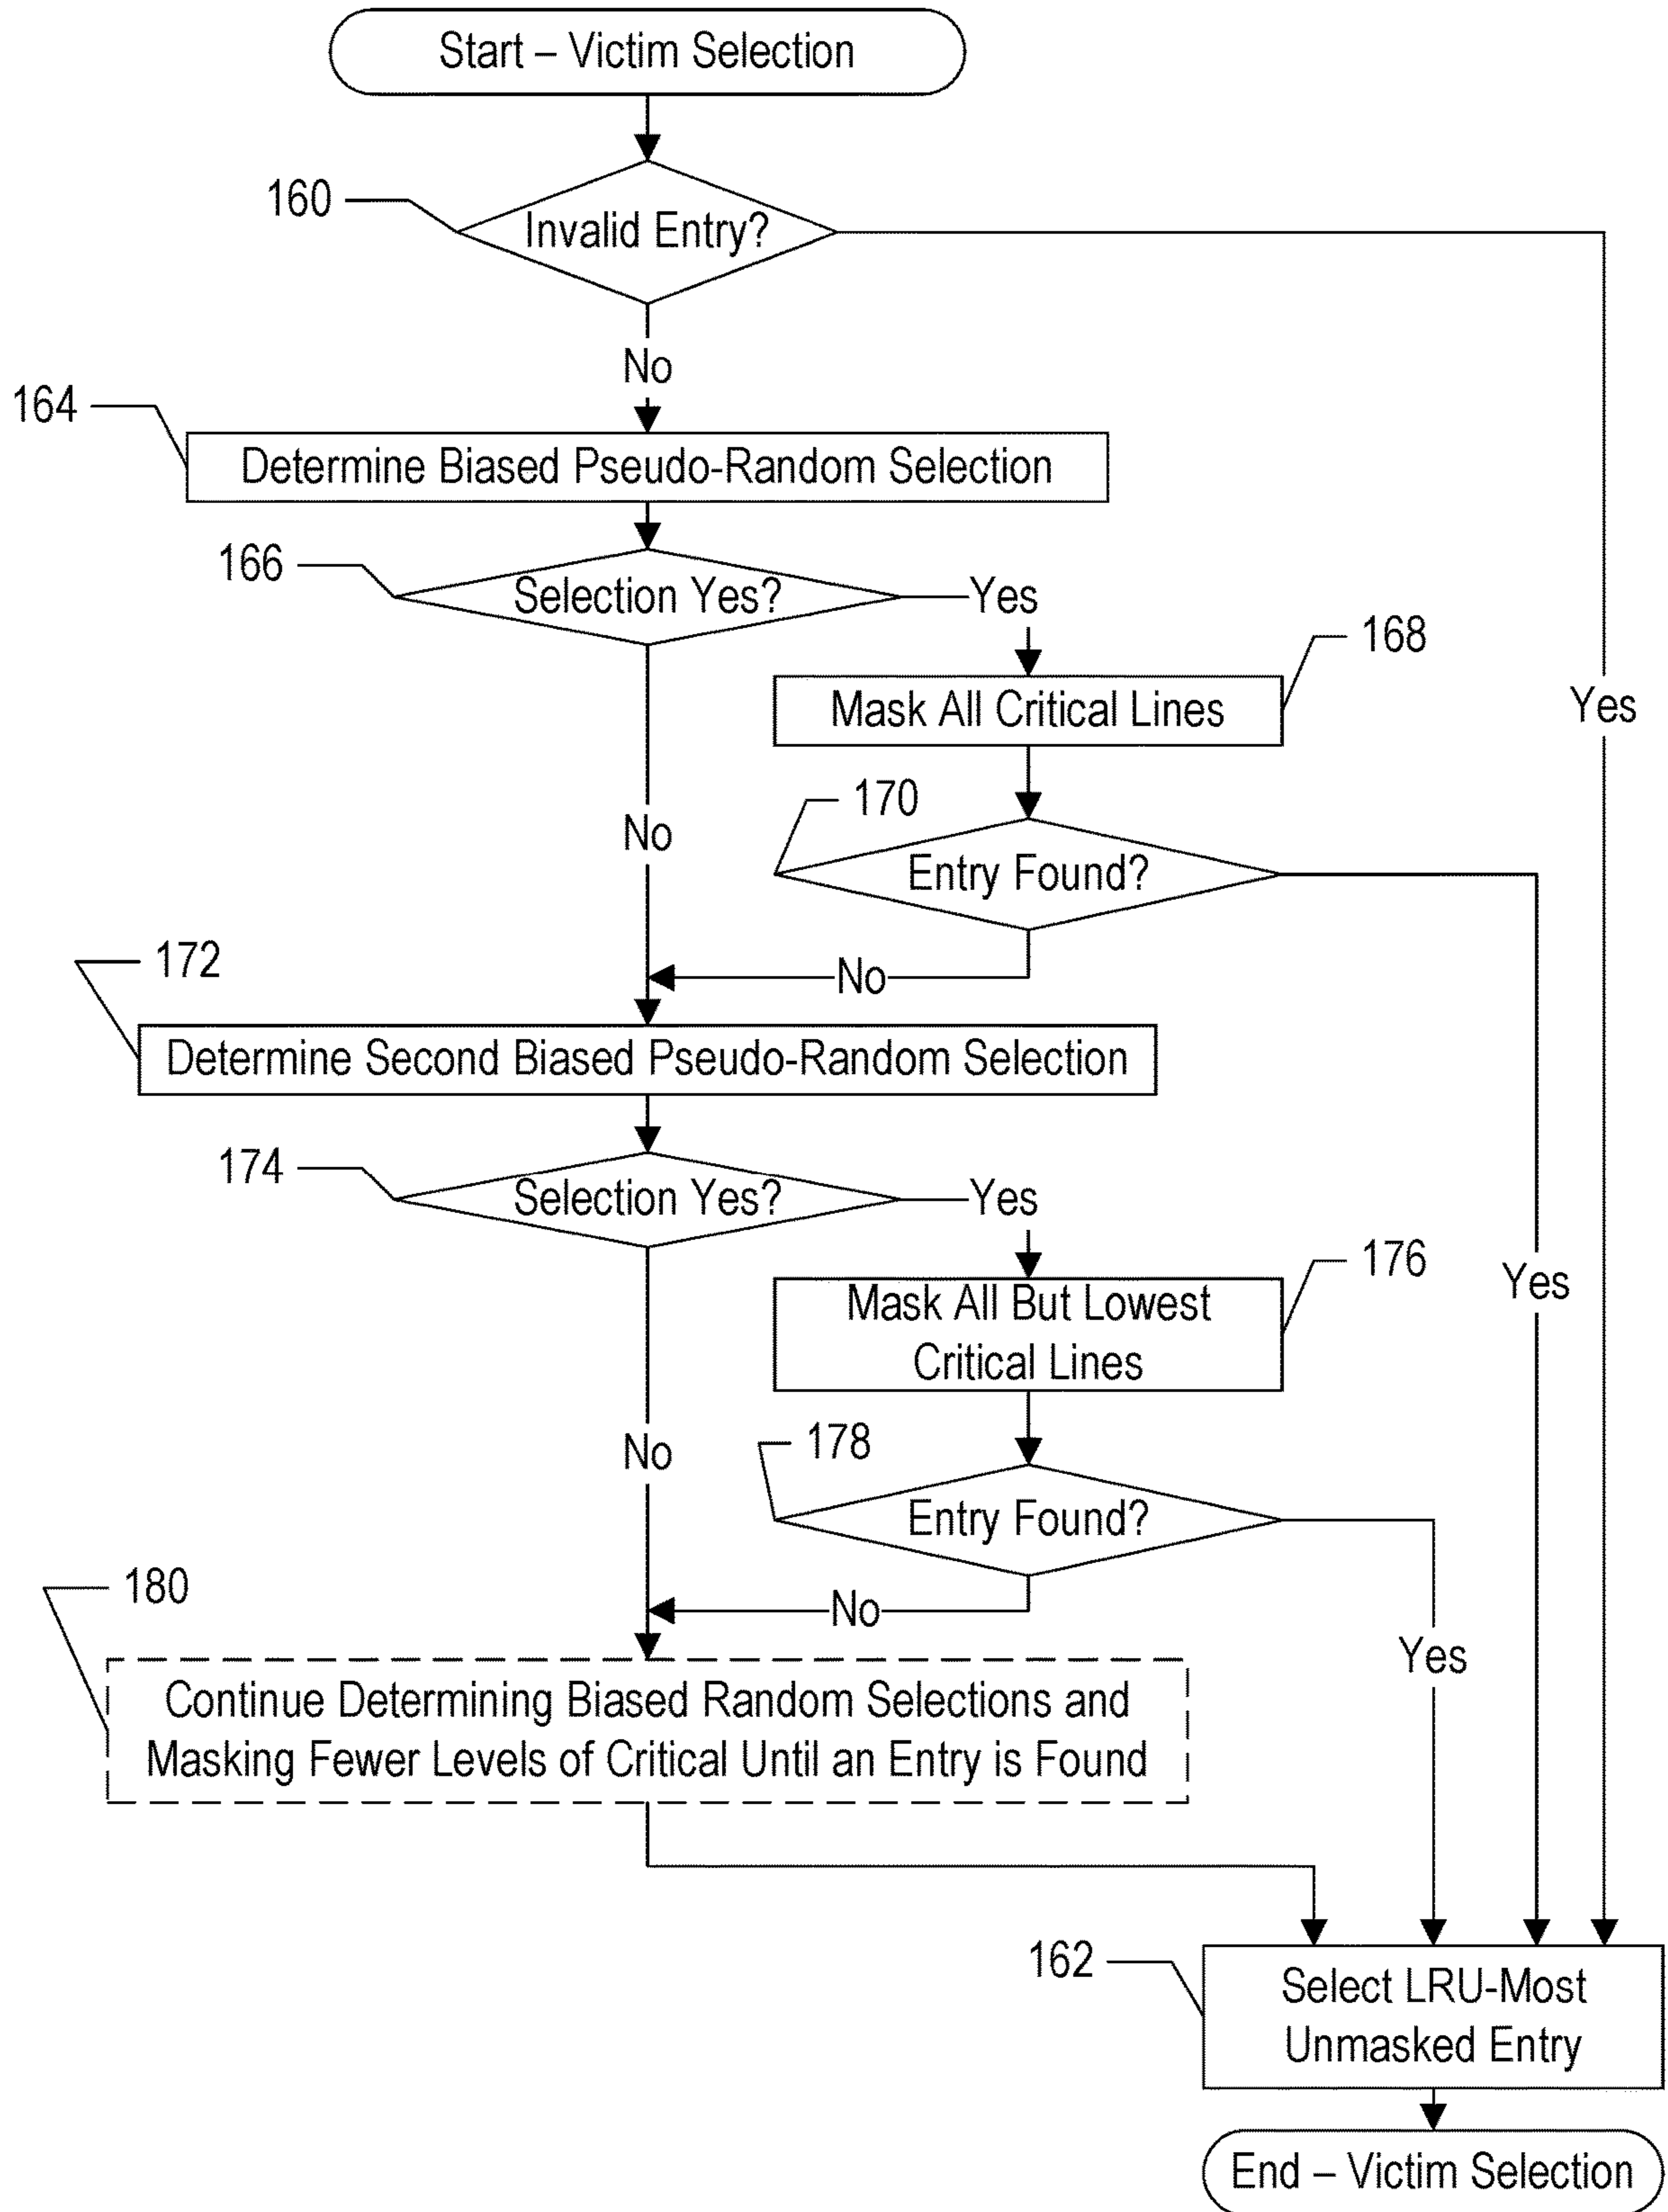 Start – Victim Selection
160
Invalid Entry?
No
164
Determine Biased Pseudo-Random Selection
166
Selection Yes?
Yes
168
Mask All Critical Lines
Yes
170
No
Entry Found?
172
No
Determine Second Biased Pseudo-Random Selection
174
Selection Yes?
Yes
176
Yes
Mask All But Lowest
Critical Lines
178
No
Entry Found?
180
No
Yes
Continue Determining Biased Random Selections and
Masking Fewer Levels of Critical Until an Entry is Found
162
Select LRU-Most
Unmasked Entry
End – Victim Selection